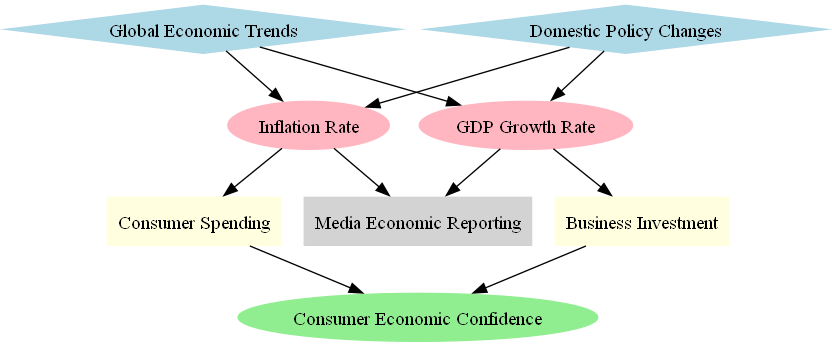 Global Economic Trends
Domestic Policy Changes
Inflation Rate
GDP Growth Rate
Consumer Spending
Media Economic Reporting
Business Investment
Consumer Economic Confidence